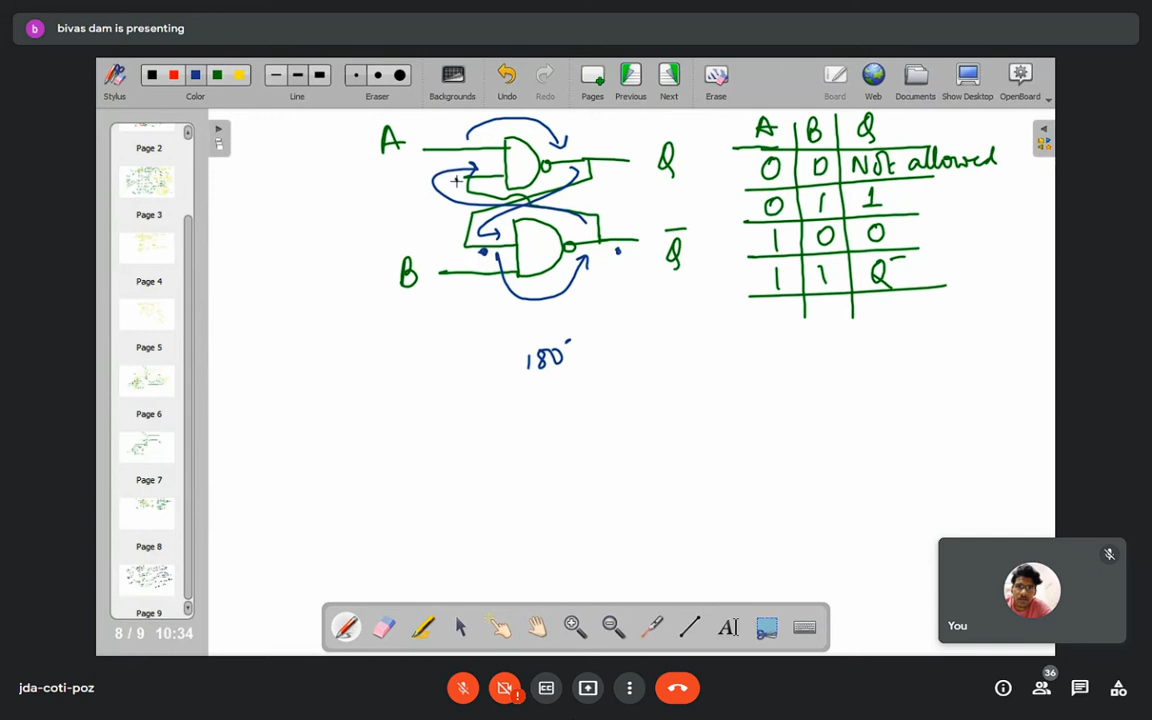 b bivas dam is presenting
Stylus Color Line Eraser Backgrounds Undo Redo Pages Previous Next Erase Board Web Documents Show Desktop OpenBoard
Page 2
Page 3
Page 4
Page 5
Page 6
Page 7
Page 8
Page 9
8 / 9 10:34
A
Q
B
Q̅
180°
A B Q
0 0 Not allowed
0 1 1
1 0 0
1 1 Q⁻
A
You
jda-coti-poz
36